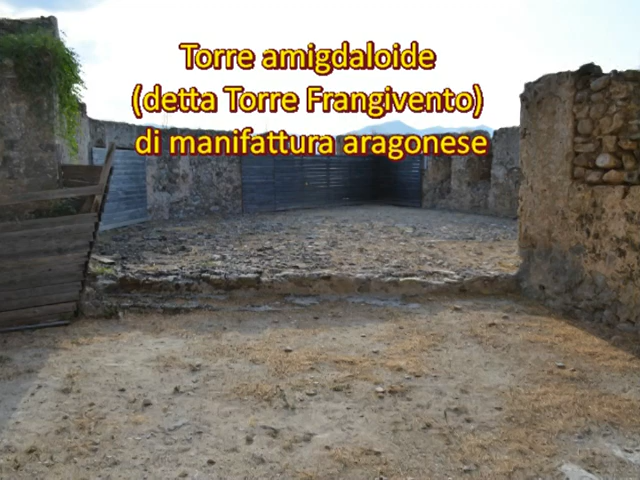 Torre amigdaloide
(detta Torre Frangivento)
di manifattura aragonese